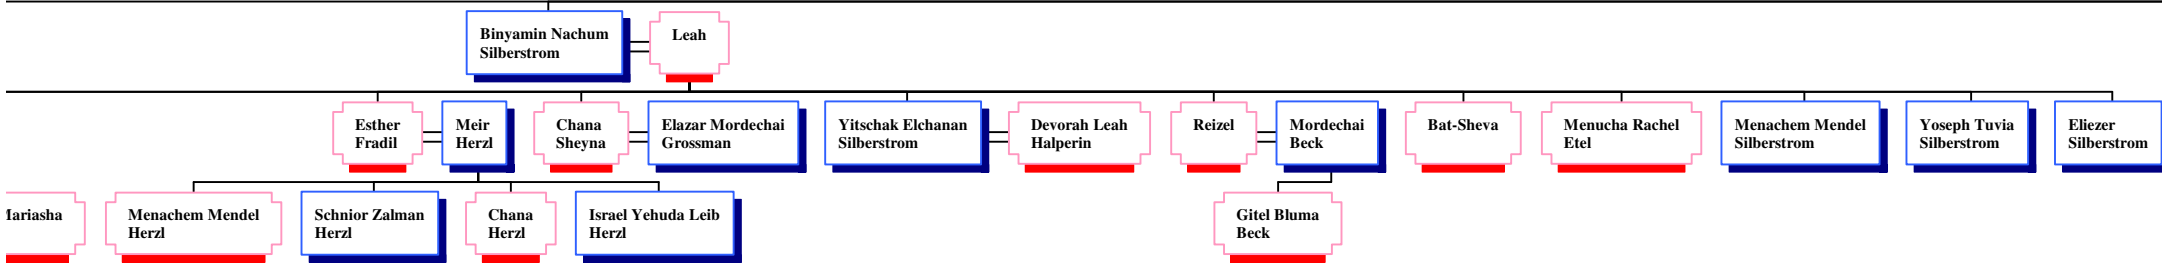 Binyamin Nachum
Silberstrom
Leah
Esther
Fradil
Meir
Herzl
Chana
Sheyna
Elazar Mordechai
Grossman
Yitschak Elchanan
Silberstrom
Devorah Leah
Halperin
Reizel
Mordechai
Beck
Bat-Sheva
Menucha Rachel
Etel
Menachem Mendel
Silberstrom
Yoseph Tuvia
Silberstrom
Eliezer
Silberstrom
Menachem Mendel
Herzl
Schnior Zalman
Herzl
Chana
Herzl
Israel Yehuda Leib
Herzl
Gitel Bluma
Beck